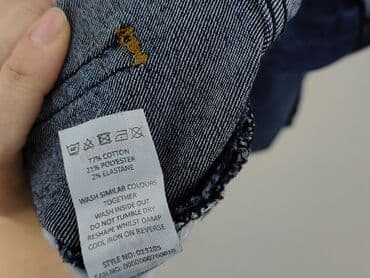 77% COTTON
21% POLYESTER
2% ELASTANE
WASH SIMILAR COLOURS
TOGETHER
WASH INSIDE OUT
DO NOT TUMBLE DRY
RESHAPE WHILST DAMP
COOL IRON ON REVERSE
STYLE NO: